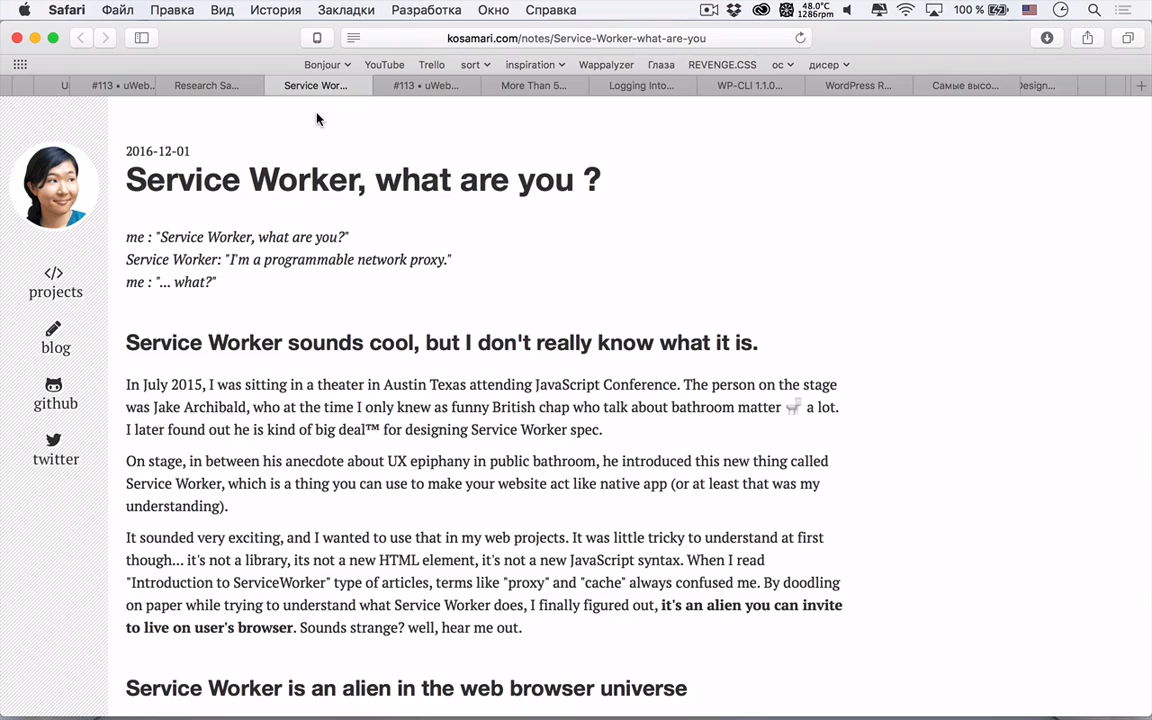 Safari Файл Правка Вид История Закладки Разработка Окно Справка 48.0°C 1286rpm 100 %
kosamari.com/notes/Service-Worker-what-are-you
Bonjour YouTube Trello sort inspiration Wappalyzer Глаза REVENGE.CSS ос дисер
U #113 • uWeb... Research Sa... Service Wor... #113 • uWeb... More Than 5... Logging Into... WP-CLI 1.1.0... WordPress R... Самые высо... Design...
2016-12-01
Service Worker, what are you ?
me : "Service Worker, what are you?"
Service Worker: "I'm a programmable network proxy."
me : "... what?"
</> projects
blog
github
twitter
Service Worker sounds cool, but I don't really know what it is.
In July 2015, I was sitting in a theater in Austin Texas attending JavaScript Conference. The person on the stage
was Jake Archibald, who at the time I only knew as funny British chap who talk about bathroom matter 🚽 a lot.
I later found out he is kind of big deal™ for designing Service Worker spec.
On stage, in between his anecdote about UX epiphany in public bathroom, he introduced this new thing called
Service Worker, which is a thing you can use to make your website act like native app (or at least that was my
understanding).
It sounded very exciting, and I wanted to use that in my web projects. It was little tricky to understand at first
though... it's not a library, its not a new HTML element, it's not a new JavaScript syntax. When I read
"Introduction to ServiceWorker" type of articles, terms like "proxy" and "cache" always confused me. By doodling
on paper while trying to understand what Service Worker does, I finally figured out, it's an alien you can invite
to live on user's browser. Sounds strange? well, hear me out.
Service Worker is an alien in the web browser universe